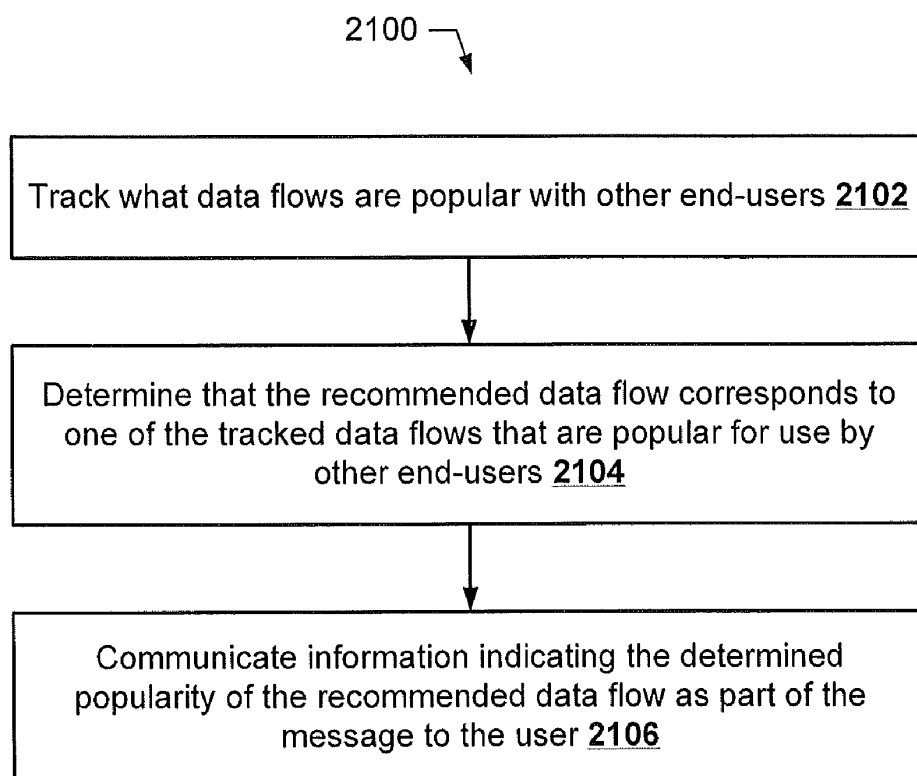 2100
Track what data flows are popular with other end-users 2102
Determine that the recommended data flow corresponds to
one of the tracked data flows that are popular for use by
other end-users 2104
Communicate information indicating the determined
popularity of the recommended data flow as part of the
message to the user 2106